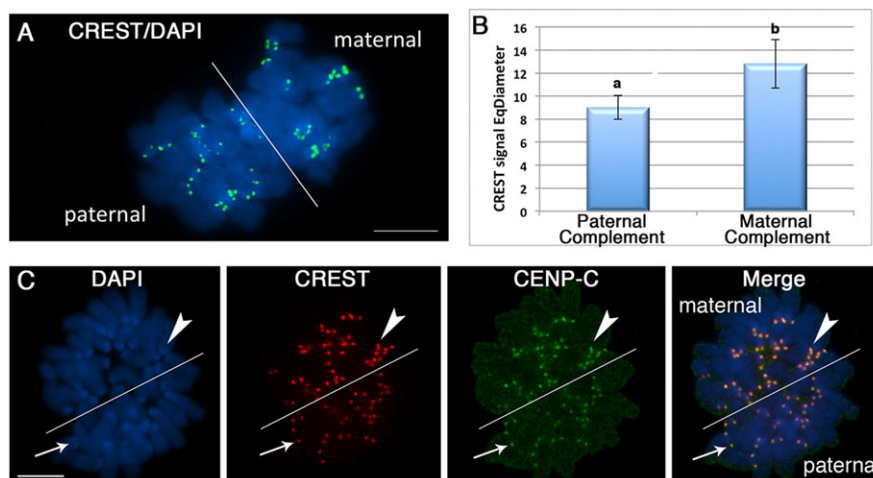 A CREST/DAPI
maternal
paternal
B
CREST signal EqDiameter
16
14
12
10
8
6
4
2
0
a
b
Paternal
Complement
Maternal
Complement
C DAPI
CREST
CENP-C
Merge
maternal
paterna